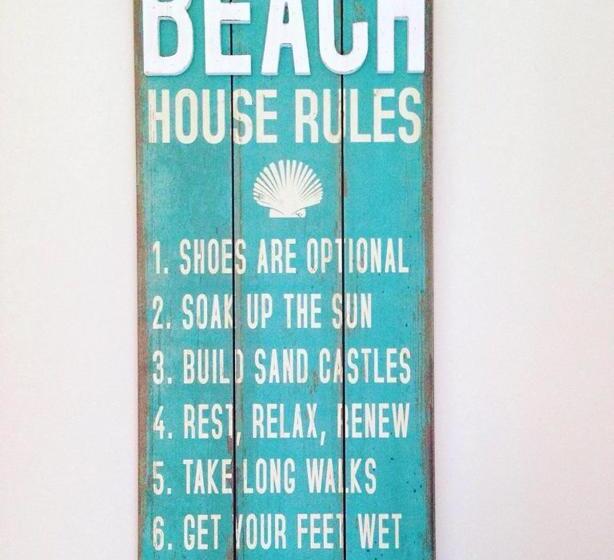 BEACH
HOUSE RULES
1. SHOES ARE OPTIONAL
2. SOAK UP THE SUN
3. BUILD SAND CASTLES
4. REST, RELAX, RENEW
5. TAKE LONG WALKS
6. GET YOUR FEET WET